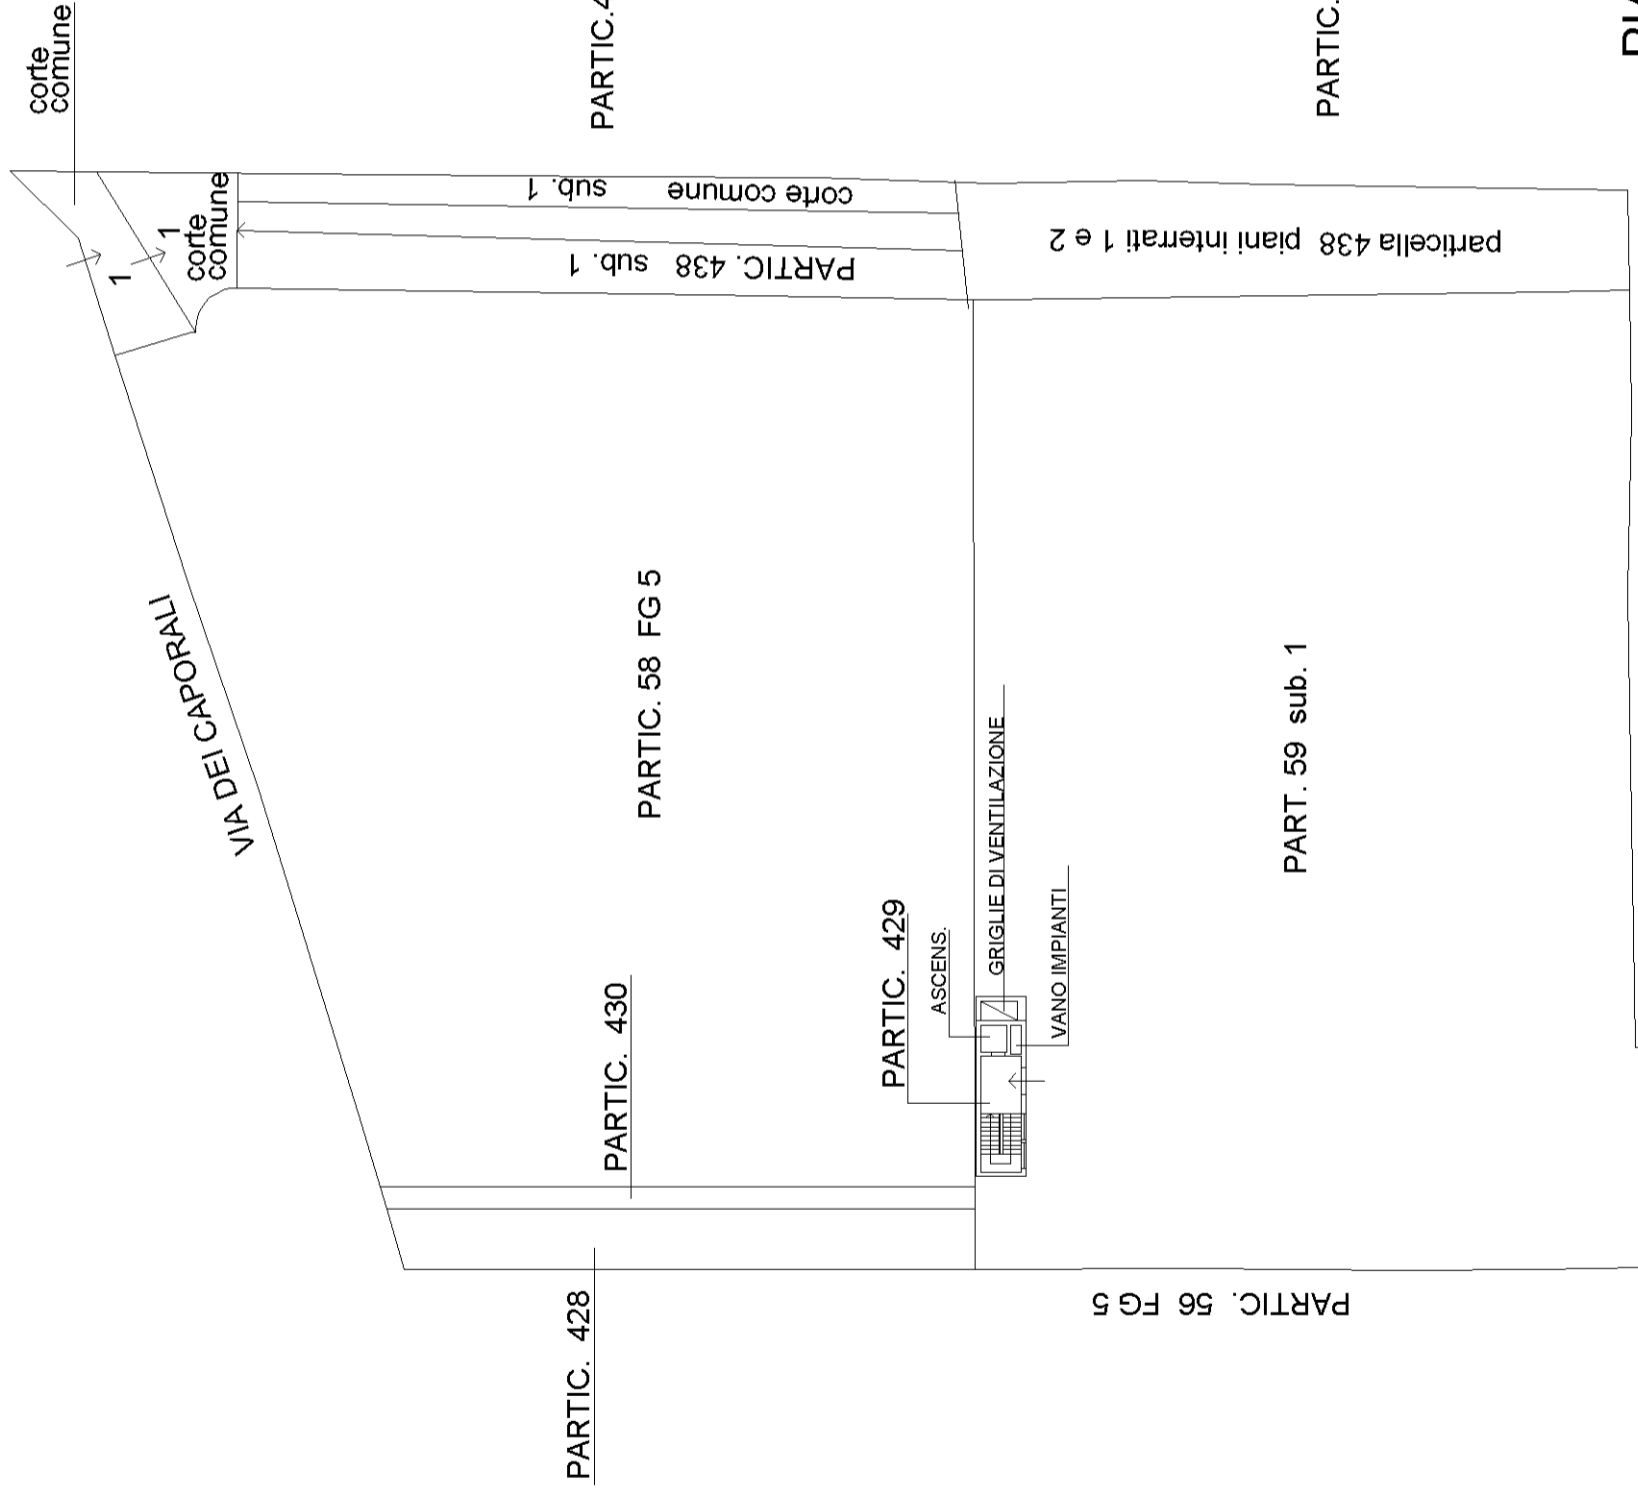 corte
comune
PARTIC.4
PARTIC.
1
1
corte
comune
corte comune sub. 1
PARTIC. 438 sub. 1
particella 438 piani interrati 1 e 2
VIA DEI CAPORALI
PARTIC. 58 FG 5
PART. 59 sub. 1
GRIGLIE DI VENTILAZIONE
VANO IMPIANTI
ASCENS.
PARTIC. 429
PARTIC. 430
PARTIC. 428
PARTIC. 56 FG 5